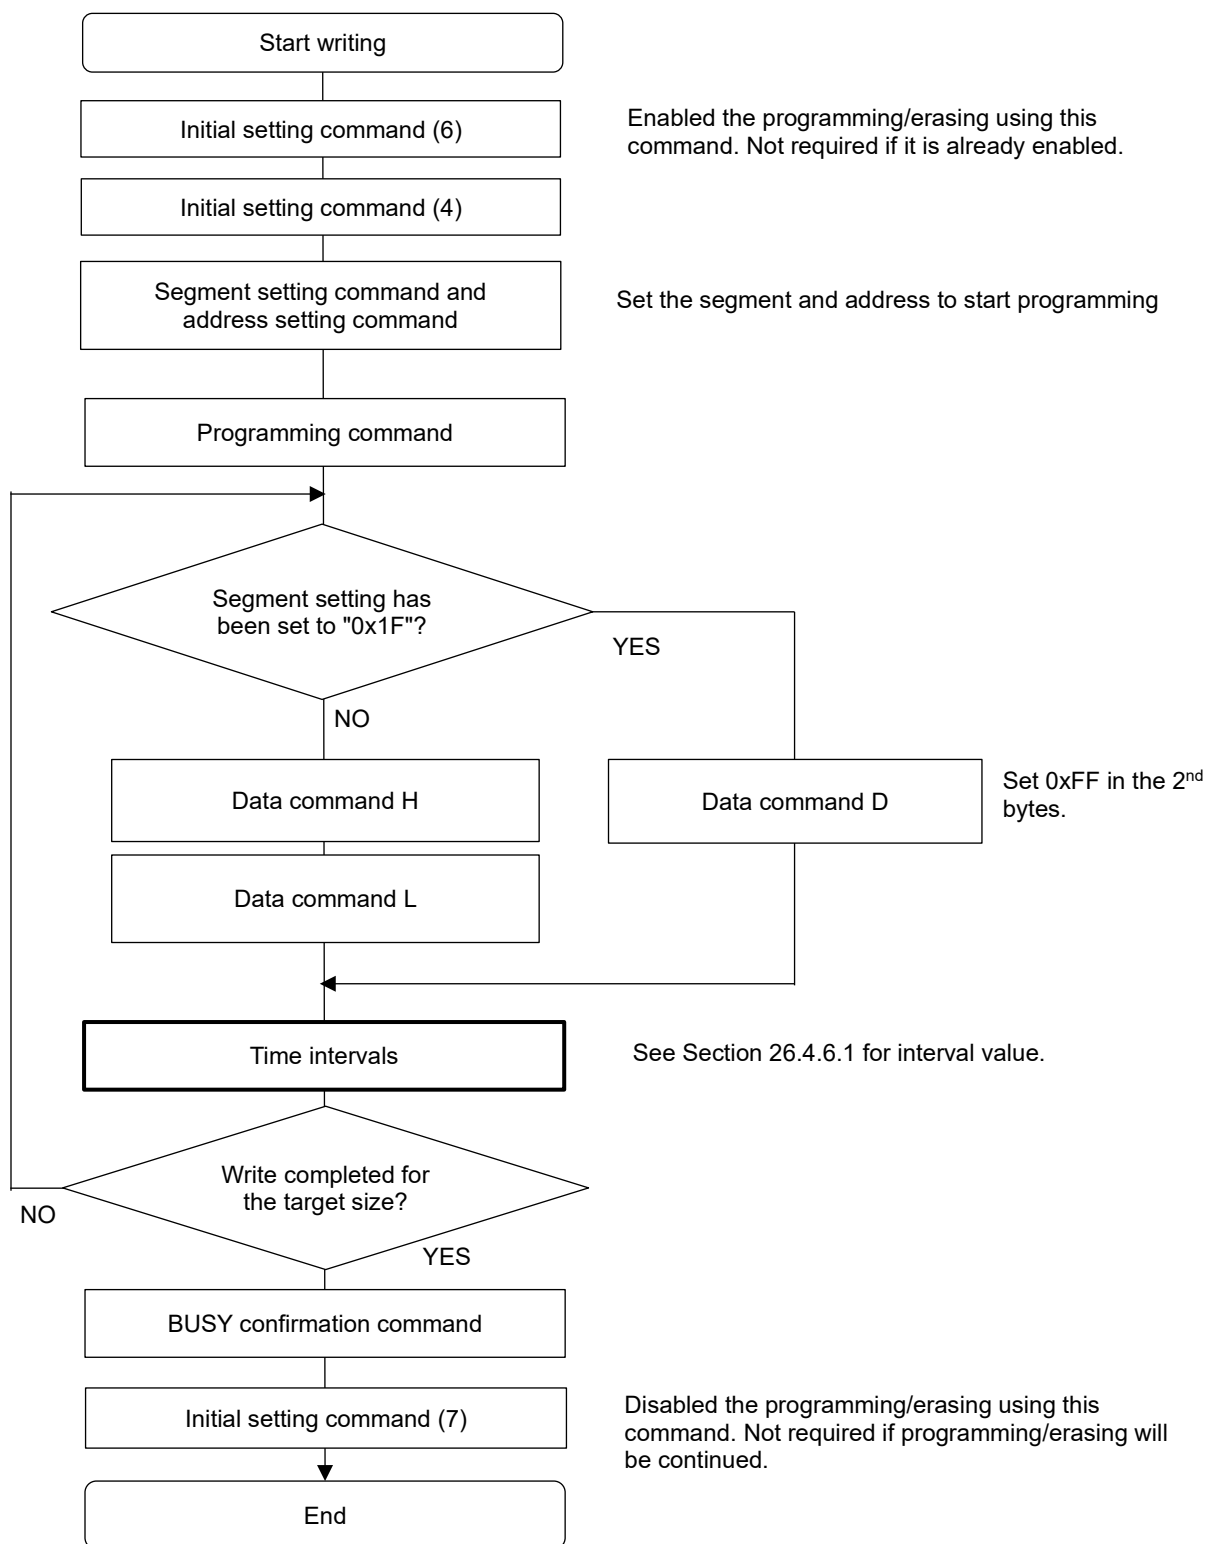 Start writing
Initial setting command (6)
Enabled the programming/erasing using this
command. Not required if it is already enabled.
Initial setting command (4)
Segment setting command and
address setting command
Set the segment and address to start programming
Programming command
Segment setting has
been set to "0x1F"?
YES
NO
Data command H
Data command D
Set 0xFF in the 2nd
bytes.
Data command L
Time intervals
See Section 26.4.6.1 for interval value.
Write completed for
the target size?
NO
YES
BUSY confirmation command
Initial setting command (7)
Disabled the programming/erasing using this
command. Not required if programming/erasing will
be continued.
End